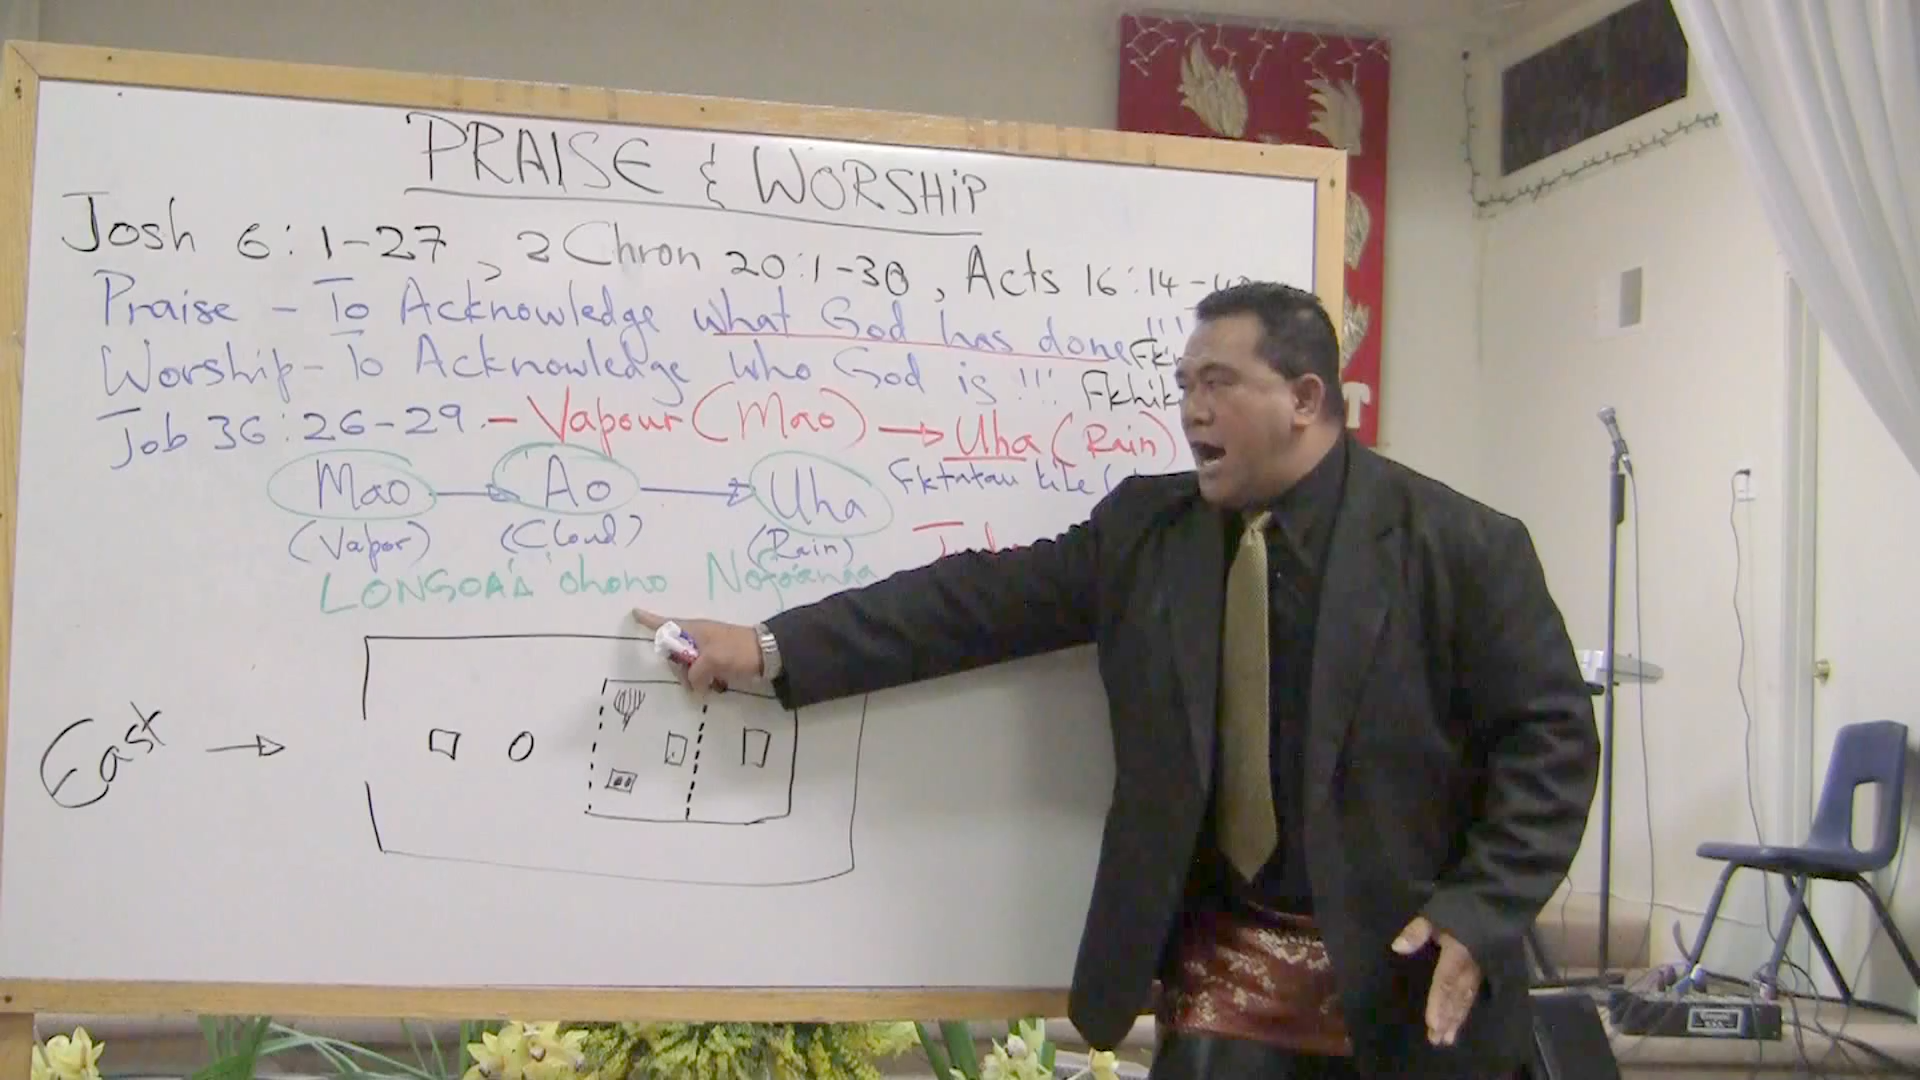 PRAISE & WORSHIP
Josh 6:1-27, 2 Chron 20:1-30, Acts 16:14-
Praise - To Acknowledge what God has done!!!
Worship - To Acknowledge who God is!!!
Job 36:26-29 - Vapour (Mao) → Uha (Rain)
Mao → Ao → Uha
(Vapor) (Cloud) (Rain)
LONGOA'A 'ohono
East →